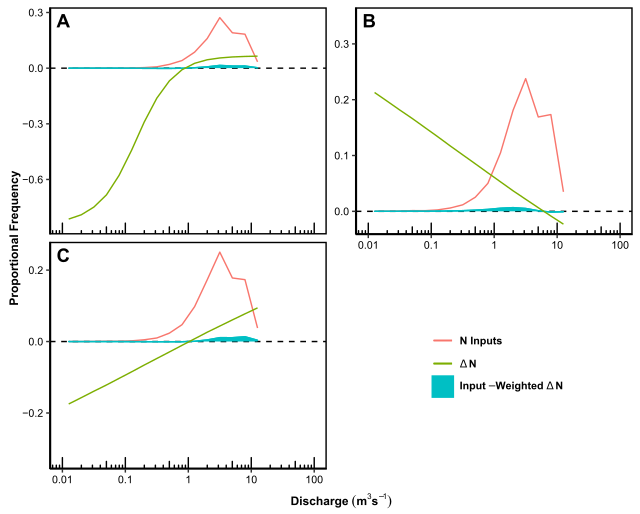 A
0.3
0.0
−0.3
−0.6
B
0.3
0.2
0.1
0.0
0.01 0.1 1 10 100
Proportional Frequency
C
0.2
0.0
−0.2
0.01 0.1 1 10 100
N Inputs
Δ N
Input −Weighted Δ N
Discharge (m³s⁻¹)